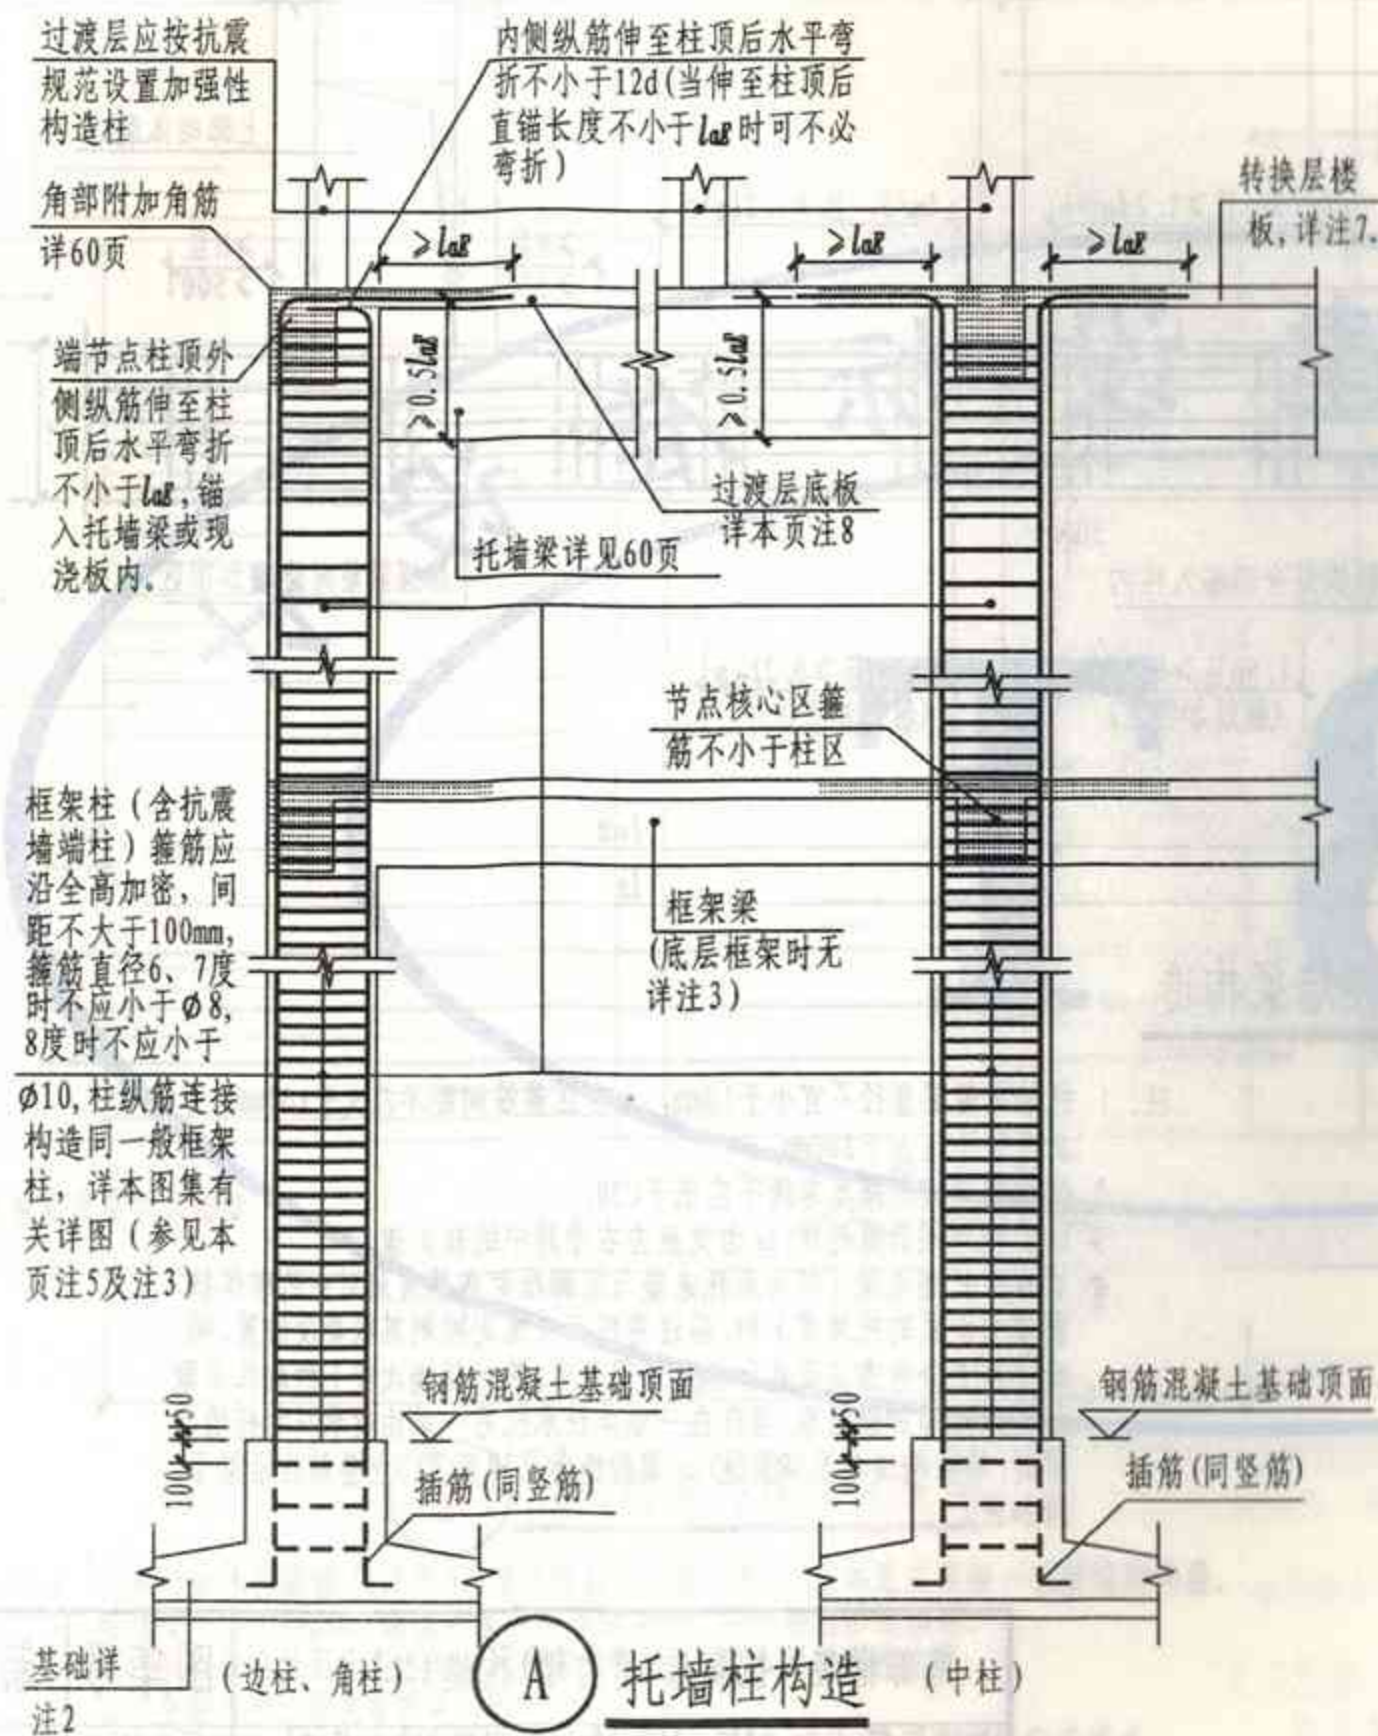 过渡层应按抗震
规范设置加强性
构造柱
内侧纵筋伸至柱顶后水平弯
折不小于12d(当伸至柱顶后
直锚长度不小于laE时可不必
弯折)
角部附加角筋
详60页
转换层楼
板,详注7.
≥laE
≥laE
≥laE
端节点柱顶外
侧纵筋伸至柱
顶后水平弯折
不小于laE,锚
入托墙梁或现
浇板内。
≥0.5laE
≥0.5laE
过渡层底板
详本页注8
托墙梁详见60页
节点核心区箍
筋不小于柱区
框架柱(含抗震
墙端柱)箍筋应
沿全高加密,间
距不大于100mm,
箍筋直径6、7度
时不应小于φ8,
8度时不应小于
φ10,柱纵筋连接
构造同一般框架
柱,详本图集有
关详图(参见本
页注5及注3)
框架梁
(底层框架时无
详注3)
钢筋混凝土基础顶面
钢筋混凝土基础顶面
50
100
50
100
插筋(同竖筋)
插筋(同竖筋)
基础详
注2
(边柱、角柱)
A 托墙柱构造
(中柱)